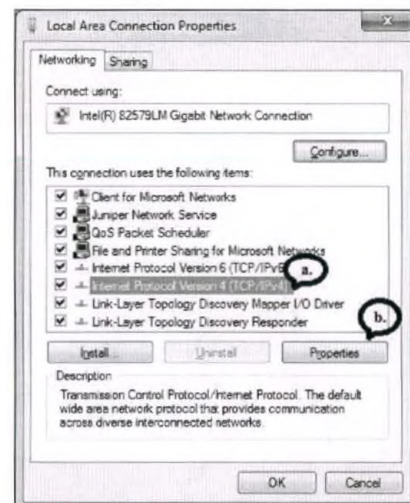 Local Area Connection Properties
Networking Sharing
Connect using:
Intel(R) 82579LM Gigabit Network Connection
Configure...
This connection uses the following items:
Client for Microsoft Networks
Juniper Network Service
QoS Packet Scheduler
File and Printer Sharing for Microsoft Networks
Internet Protocol Version 6 (TCP/IPv6
a.
Internet Protocol Version 4 (TCP/IPv4)
Link-Layer Topology Discovery Mapper I/O Driver
Link-Layer Topology Discovery Responder
b.
Install... Uninstall Properties
Description
Transmission Control Protocol/Internet Protocol. The default
wide area network protocol that provides communication
across diverse interconnected networks.
OK Cancel